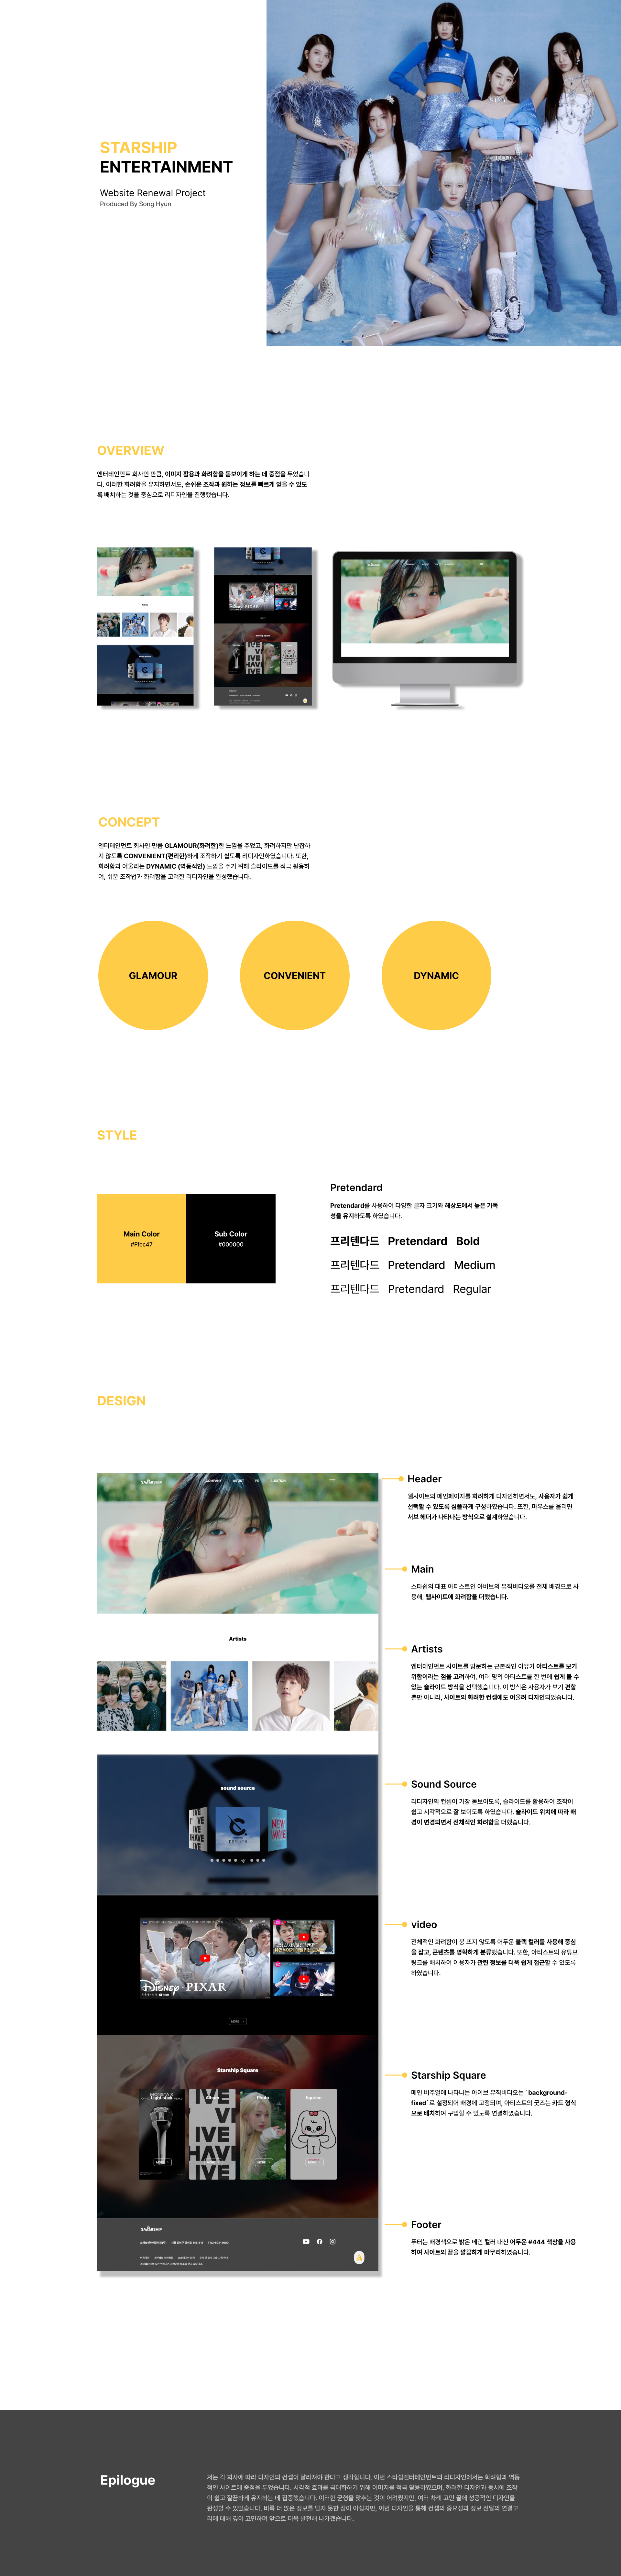 STARSHIP
ENTERTAINMENT
Website Renewal Project
Produced By Song Hyun
OVERVIEW
엔터테인먼트 회사인 만큼, 이미지 활용과 화려함을 돋보이게 하는 데 중점을 두었습니
다. 이러한 화려함을 유지하면서도, 손쉬운 조작과 원하는 정보를 빠르게 얻을 수 있도
록 배치하는 것을 중심으로 리디자인을 진행했습니다.
CONCEPT
엔터테인먼트 회사인 만큼 GLAMOUR(화려한)한 느낌을 주었고, 화려하지만 난잡하
지 않도록 CONVENIENT(편리한)하게 조작하기 쉽도록 리디자인하였습니다. 또한,
화려함과 어울리는 DYNAMIC (역동적인) 느낌을 주기 위해 슬라이드를 적극 활용하
며, 쉬운 조작법과 화려함을 고려한 리디자인을 완성했습니다.
GLAMOUR
CONVENIENT
DYNAMIC
STYLE
Main Color
#Ffcc47
Sub Color
#000000
Pretendard
Pretendard를 사용하여 다양한 글자 크기와 해상도에서 높은 가독
성을 유지하도록 하였습니다.
프리텐다드 Pretendard Bold
프리텐다드 Pretendard Medium
프리텐다드 Pretendard Regular
DESIGN
STARSHIP
Header
웹사이트의 메인페이지를 화려하게 디자인하면서도, 사용자가 쉽게
선택할 수 있도록 심플하게 구성하였습니다. 또한, 마우스를 올리면
서브 헤더가 나타나는 방식으로 설계하였습니다.
Main
스타쉽의 대표 아티스트인 아비브의 뮤직비디오를 전체 배경으로 사
용해, 웹사이트에 화려함을 더했습니다.
Artists
Artists
엔터테인먼트 사이트를 방문하는 근본적인 이유가 아티스트를 보기
위함이라는 점을 고려하여, 여러 명의 아티스트를 한 번에 쉽게 볼 수
있는 슬라이드 방식을 선택했습니다. 이 방식은 사용자가 보기 편할
뿐만 아니라, 사이트의 화려한 컨셉에도 어울려 디자인되었습니다.
sound source
Sound Source
리디자인의 컨셉이 가장 돋보이도록, 슬라이드를 활용하여 조작이
쉽고 시각적으로 잘 보이도록 하였습니다. 슬라이드 위치에 따라 배
경이 변경되면서 전체적인 화려함을 더했습니다.
DISNEY PIXAR
MORE
video
전체적인 화려함이 붕 뜨지 않도록 어두운 블랙 컬러를 사용해 중심
을 잡고, 콘텐츠를 명확하게 분류했습니다. 또한, 아티스트의 유튜브
링크를 배치하여 이용자가 관련 정보를 더욱 쉽게 접근할 수 있도록
하였습니다.
Starship Square
Light stick
Photo
figurine
MORE
MORE
Starship Square
메인 비주얼에 나타나는 아이브 뮤직비디오는 `background-
fixed`로 설정되어 배경에 고정되며, 아티스트의 굿즈는 카드 형식
으로 배치하여 구입할 수 있도록 연결하였습니다.
STARSHIP
Footer
푸터는 배경색으로 밝은 메인 컬러 대신 어두운 #444 색상을 사용
하여 사이트의 끝을 깔끔하게 마무리하였습니다.
Epilogue
저는 각 회사에 따라 디자인의 컨셉이 달라져야 한다고 생각합니다. 이번 스타쉽엔터테인먼트의 리디자인에서는 화려함과 역동
적인 사이트에 중점을 두었습니다. 시각적 효과를 극대화하기 위해 이미지를 적극 활용하였으며, 화려한 디자인과 동시에 조작
이 쉽고 깔끔하게 유지하는 데 집중했습니다. 이러한 균형을 맞추는 것이 어려웠지만, 여러 차례 고민 끝에 성공적인 디자인을
완성할 수 있었습니다. 비록 더 많은 정보를 담지 못한 점이 아쉽지만, 이번 디자인을 통해 컨셉의 중요성과 정보 전달의 연결고
리에 대해 깊이 고민하며 앞으로 더욱 발전해 나가겠습니다.